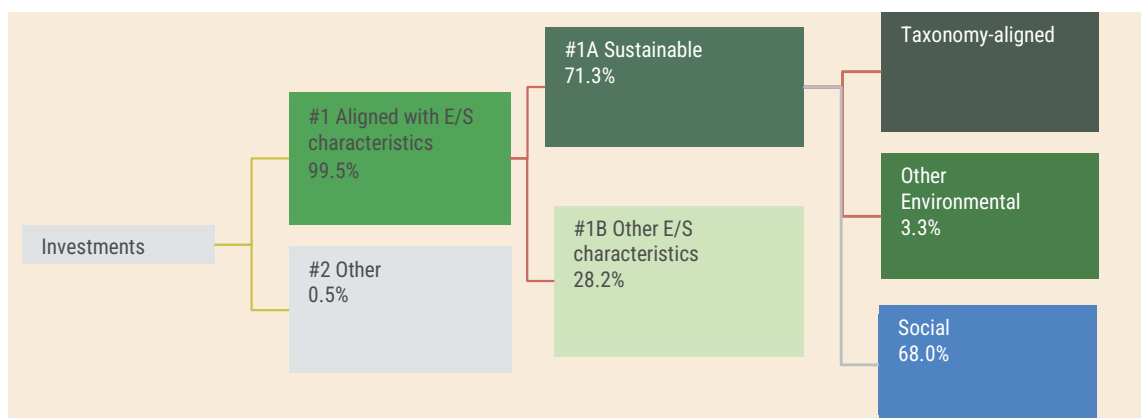 Investments
#1 Aligned with E/S
characteristics
99.5%
#2 Other
0.5%
#1A Sustainable
71.3%
#1B Other E/S
characteristics
28.2%
Taxonomy-aligned
Other
Environmental
3.3%
Social
68.0%